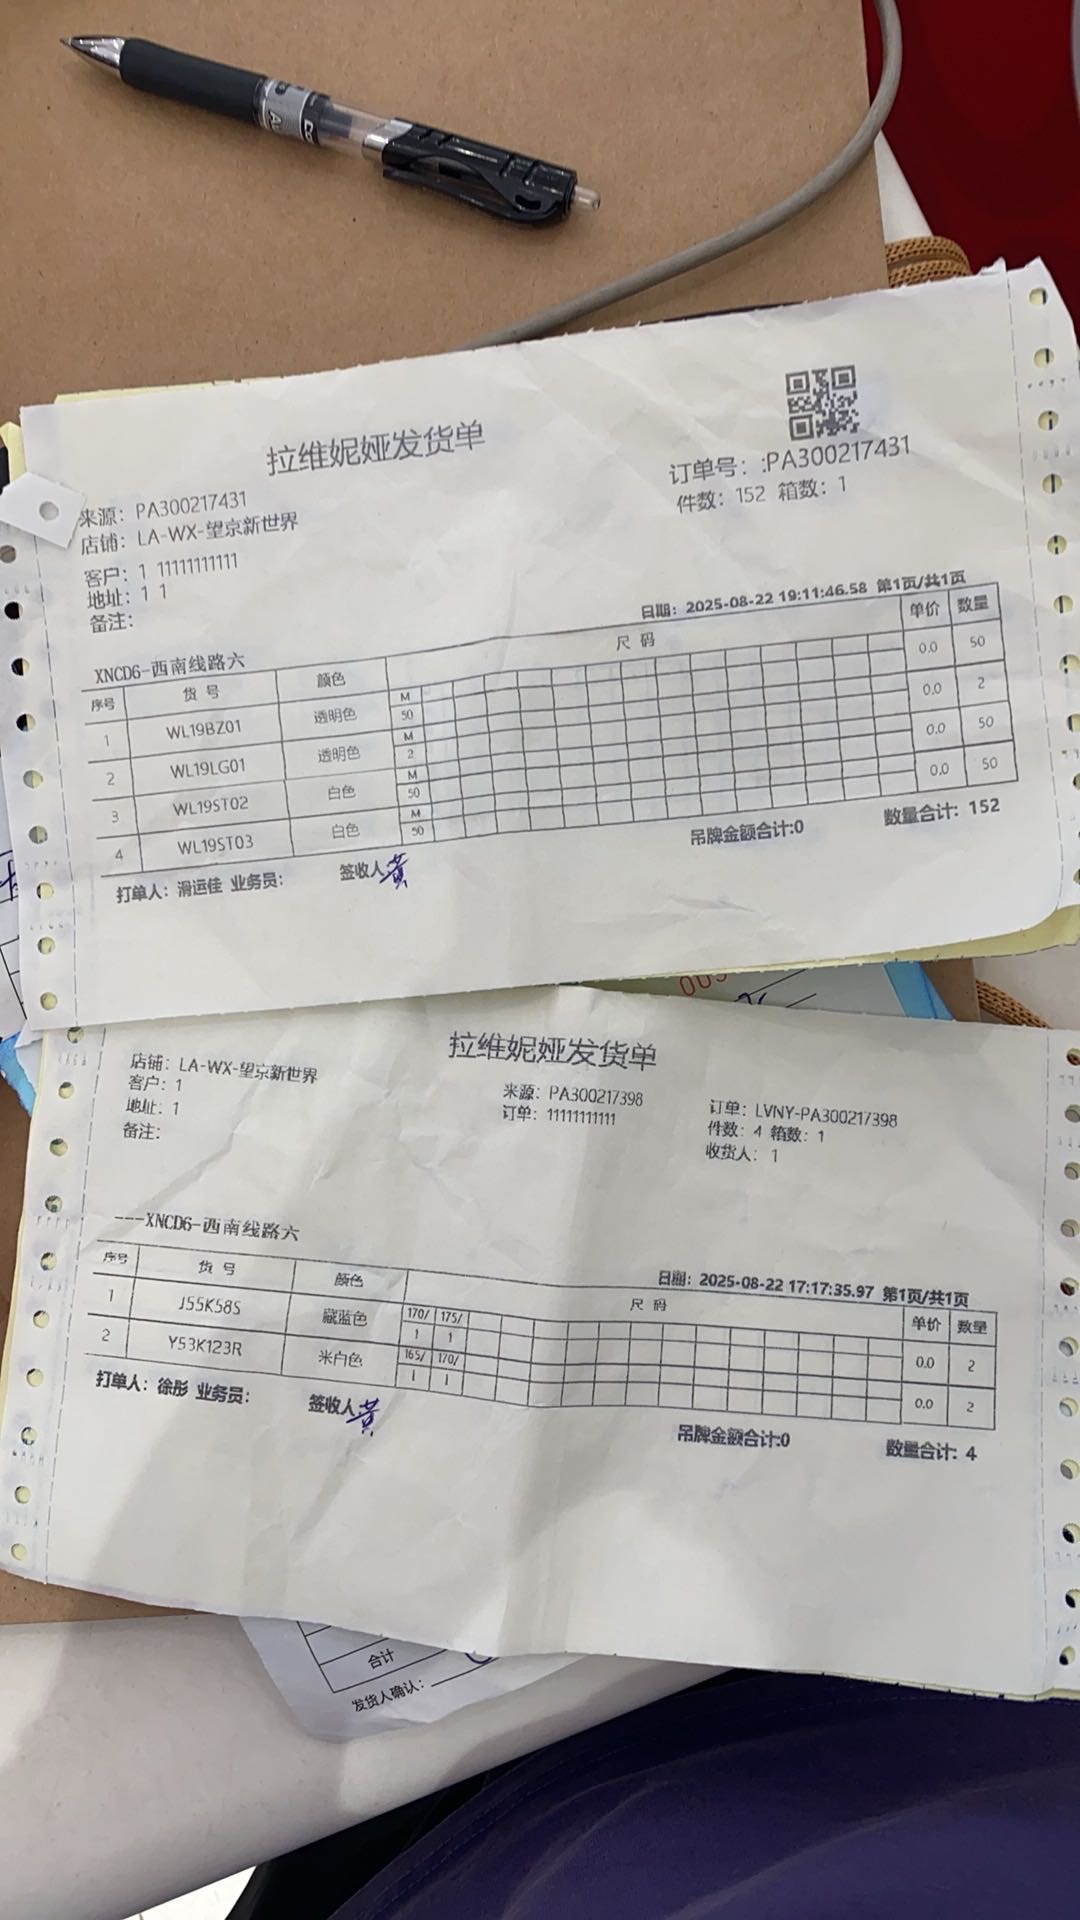 拉维妮娅发货单
订单号：:PA300217431
件数：152 箱数：1
来源：PA300217431
店铺：LA-WX-望京新世界
客户：1 11111111111
地址：1 1
备注：
日期：2025-08-22 19:11:46.58 第1页/共1页
XNCD6-西南线路六
序号 货 号 颜色 尺 码 单价 数量
1 WL19BZ01 透明色 M 50 0.0 50
2 WL19LG01 透明色 M 2 0.0 2
3 WL19ST02 白色 M 50 0.0 50
4 WL19ST03 白色 M 50 0.0 50
吊牌金额合计:0 数量合计：152
打单人：滑运佳 业务员： 签收人 黄
拉维妮娅发货单
店铺：LA-WX-望京新世界
客户：1
地址：1
备注：
来源：PA300217398
订单：11111111111
订单：LVNY-PA300217398
件数：4 箱数：1
收货人：1
---XNCD6-西南线路六
日期：2025-08-22 17:17:35.97 第1页/共1页
序号 货 号 颜色 尺 码 单价 数量
1 J55K58S 藏蓝色 170/ 175/ 1 1 0.0 2
2 Y53K123R 米白色 165/ 170/ 1 1 0.0 2
打单人：徐彤 业务员： 签收人 黄
吊牌金额合计:0 数量合计：4
合计
发货人确认：